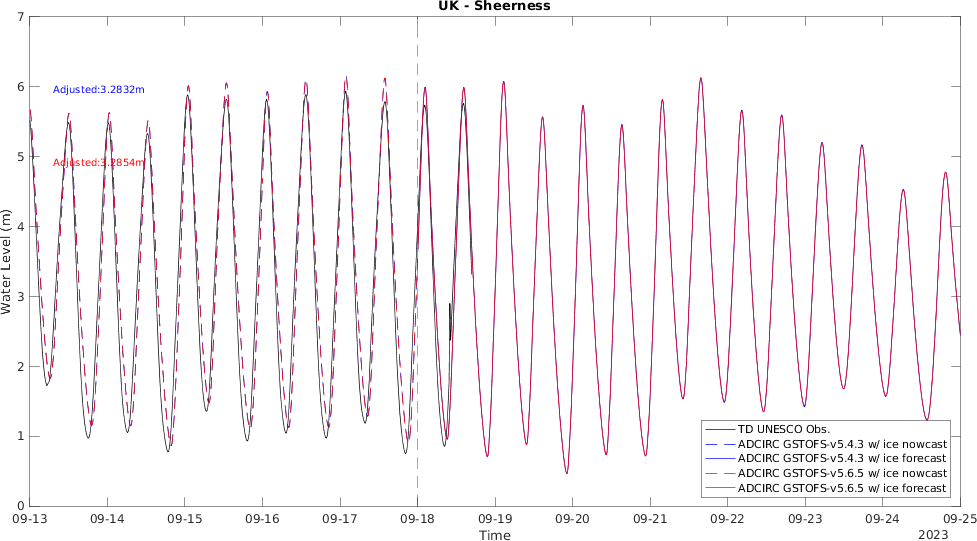 UK - Sheerness
7
6
5
4
3
2
1
0
Water Level (m)
Adjusted:3.2832m
Adjusted:3.2854m
TD UNESCO Obs.
ADCIRC GSTOFS-v5.4.3 w/ ice nowcast
ADCIRC GSTOFS-v5.4.3 w/ ice forecast
ADCIRC GSTOFS-v5.6.5 w/ ice nowcast
ADCIRC GSTOFS-v5.6.5 w/ ice forecast
09-13 09-14 09-15 09-16 09-17 09-18 09-19 09-20 09-21 09-22 09-23 09-24 09-25
Time
2023